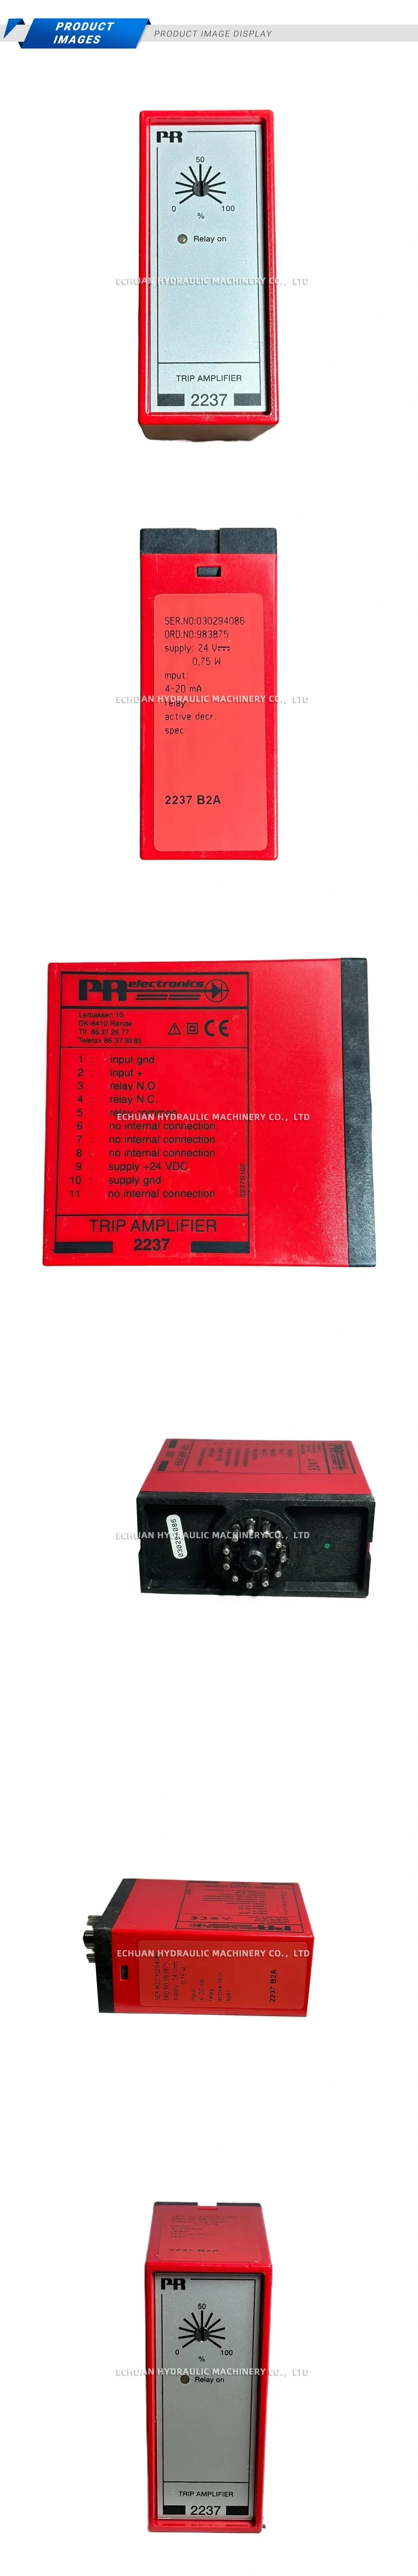 PRODUCT
IMAGES
PRODUCT IMAGE DISPLAY
PR
50
0 100
%
Relay on
ECHUAN HYDRAULIC MACHINERY CO., LTD
TRIP AMPLIFIER
2237
SER.NO:030294086
ORD.NO:983875
supply: 24 V
0,75 W
input:
4-20 mA
ECHUAN HYDRAULIC MACHINERY CO., LTD
relay:
active decr.
spec
2237 B2A
PR electronics
Lerbakken 10
DK-8410 Rønde
Tlf. 86 37 26 77
Telefax 86 37 30 85
CE
1 : input gnd
2 : input +
3 : relay N.O
4 : relay N.C.
5 : relay common
ECHUAN HYDRAULIC MACHINERY CO., LTD
6 : no internal connection
7 : no internal connection
8 : no internal connection
9 : supply +24 VDC
10 : supply gnd
11 : no internal connection
TRIP AMPLIFIER
2237
030294086
ECHUAN HYDRAULIC MACHINERY CO., LTD
ECHUAN HYDRAULIC MACHINERY CO., LTD
2237 B2A
PR
50
0 100
%
ECHUAN HYDRAULIC MACHINERY CO., LTD
Relay on
TRIP AMPLIFIER
2237